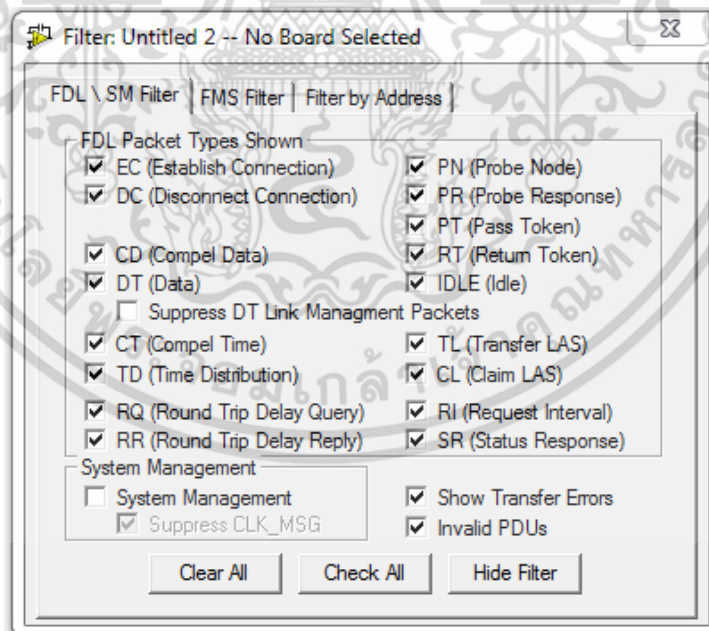 Filter: Untitled 2 -- No Board Selected
FDL \ SM Filter FMS Filter Filter by Address
FDL Packet Types Shown
EC (Establish Connection) PN (Probe Node)
DC (Disconnect Connection) PR (Probe Response)
PT (Pass Token)
CD (Compel Data) RT (Return Token)
DT (Data) IDLE (Idle)
Suppress DT Link Managment Packets
CT (Compel Time) TL (Transfer LAS)
TD (Time Distribution) CL (Claim LAS)
RQ (Round Trip Delay Query) RI (Request Interval)
RR (Round Trip Delay Reply) SR (Status Response)
System Management
System Management Show Transfer Errors
Suppress CLK_MSG Invalid PDUs
Clear All Check All Hide Filter